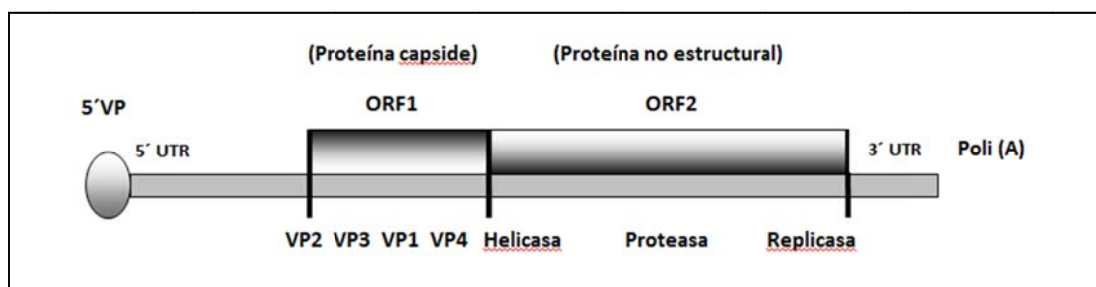 (Proteína capside) (Proteína no estructural)
5´VP ORF1 ORF2
5´ UTR 3´ UTR Poli (A)
VP2 VP3 VP1 VP4 Helicasa Proteasa Replicasa